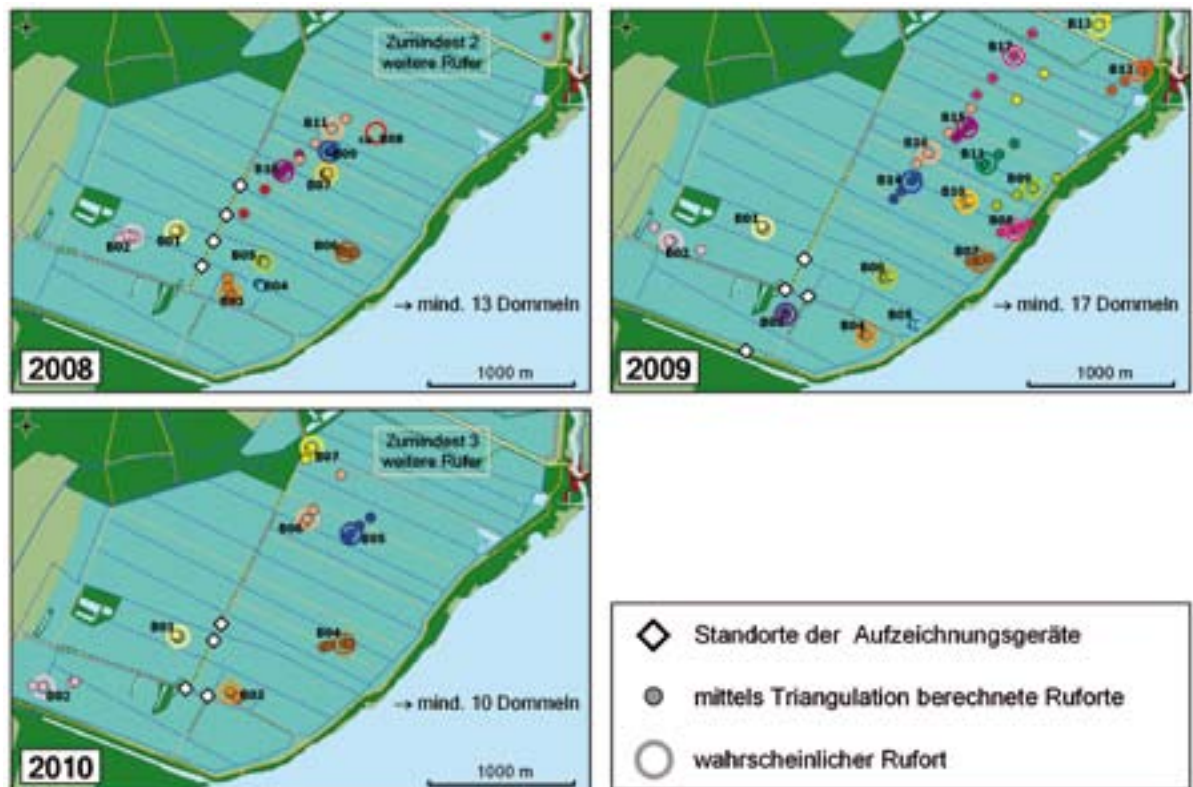 Zumindest 2
weitere Rufer
B11
ca. B08
B09
B10
B07
B02
B01
B06
B05
B04
B03
→ mind. 13 Dommeln
2008
1000 m
B13
B17
B12
B15
B16
B11
B14
B09
B10
B01
B08
B02
B07
B06
B05
B04
→ mind. 17 Dommeln
2009
1000 m
Zumindest 3
weitere Rufer
B07
B06
B05
B04
B02
→ mind. 10 Dommeln
2010
1000 m
Standorte der Aufzeichnungsgeräte
mittels Triangulation berechnete Ruforte
wahrscheinlicher Rufort